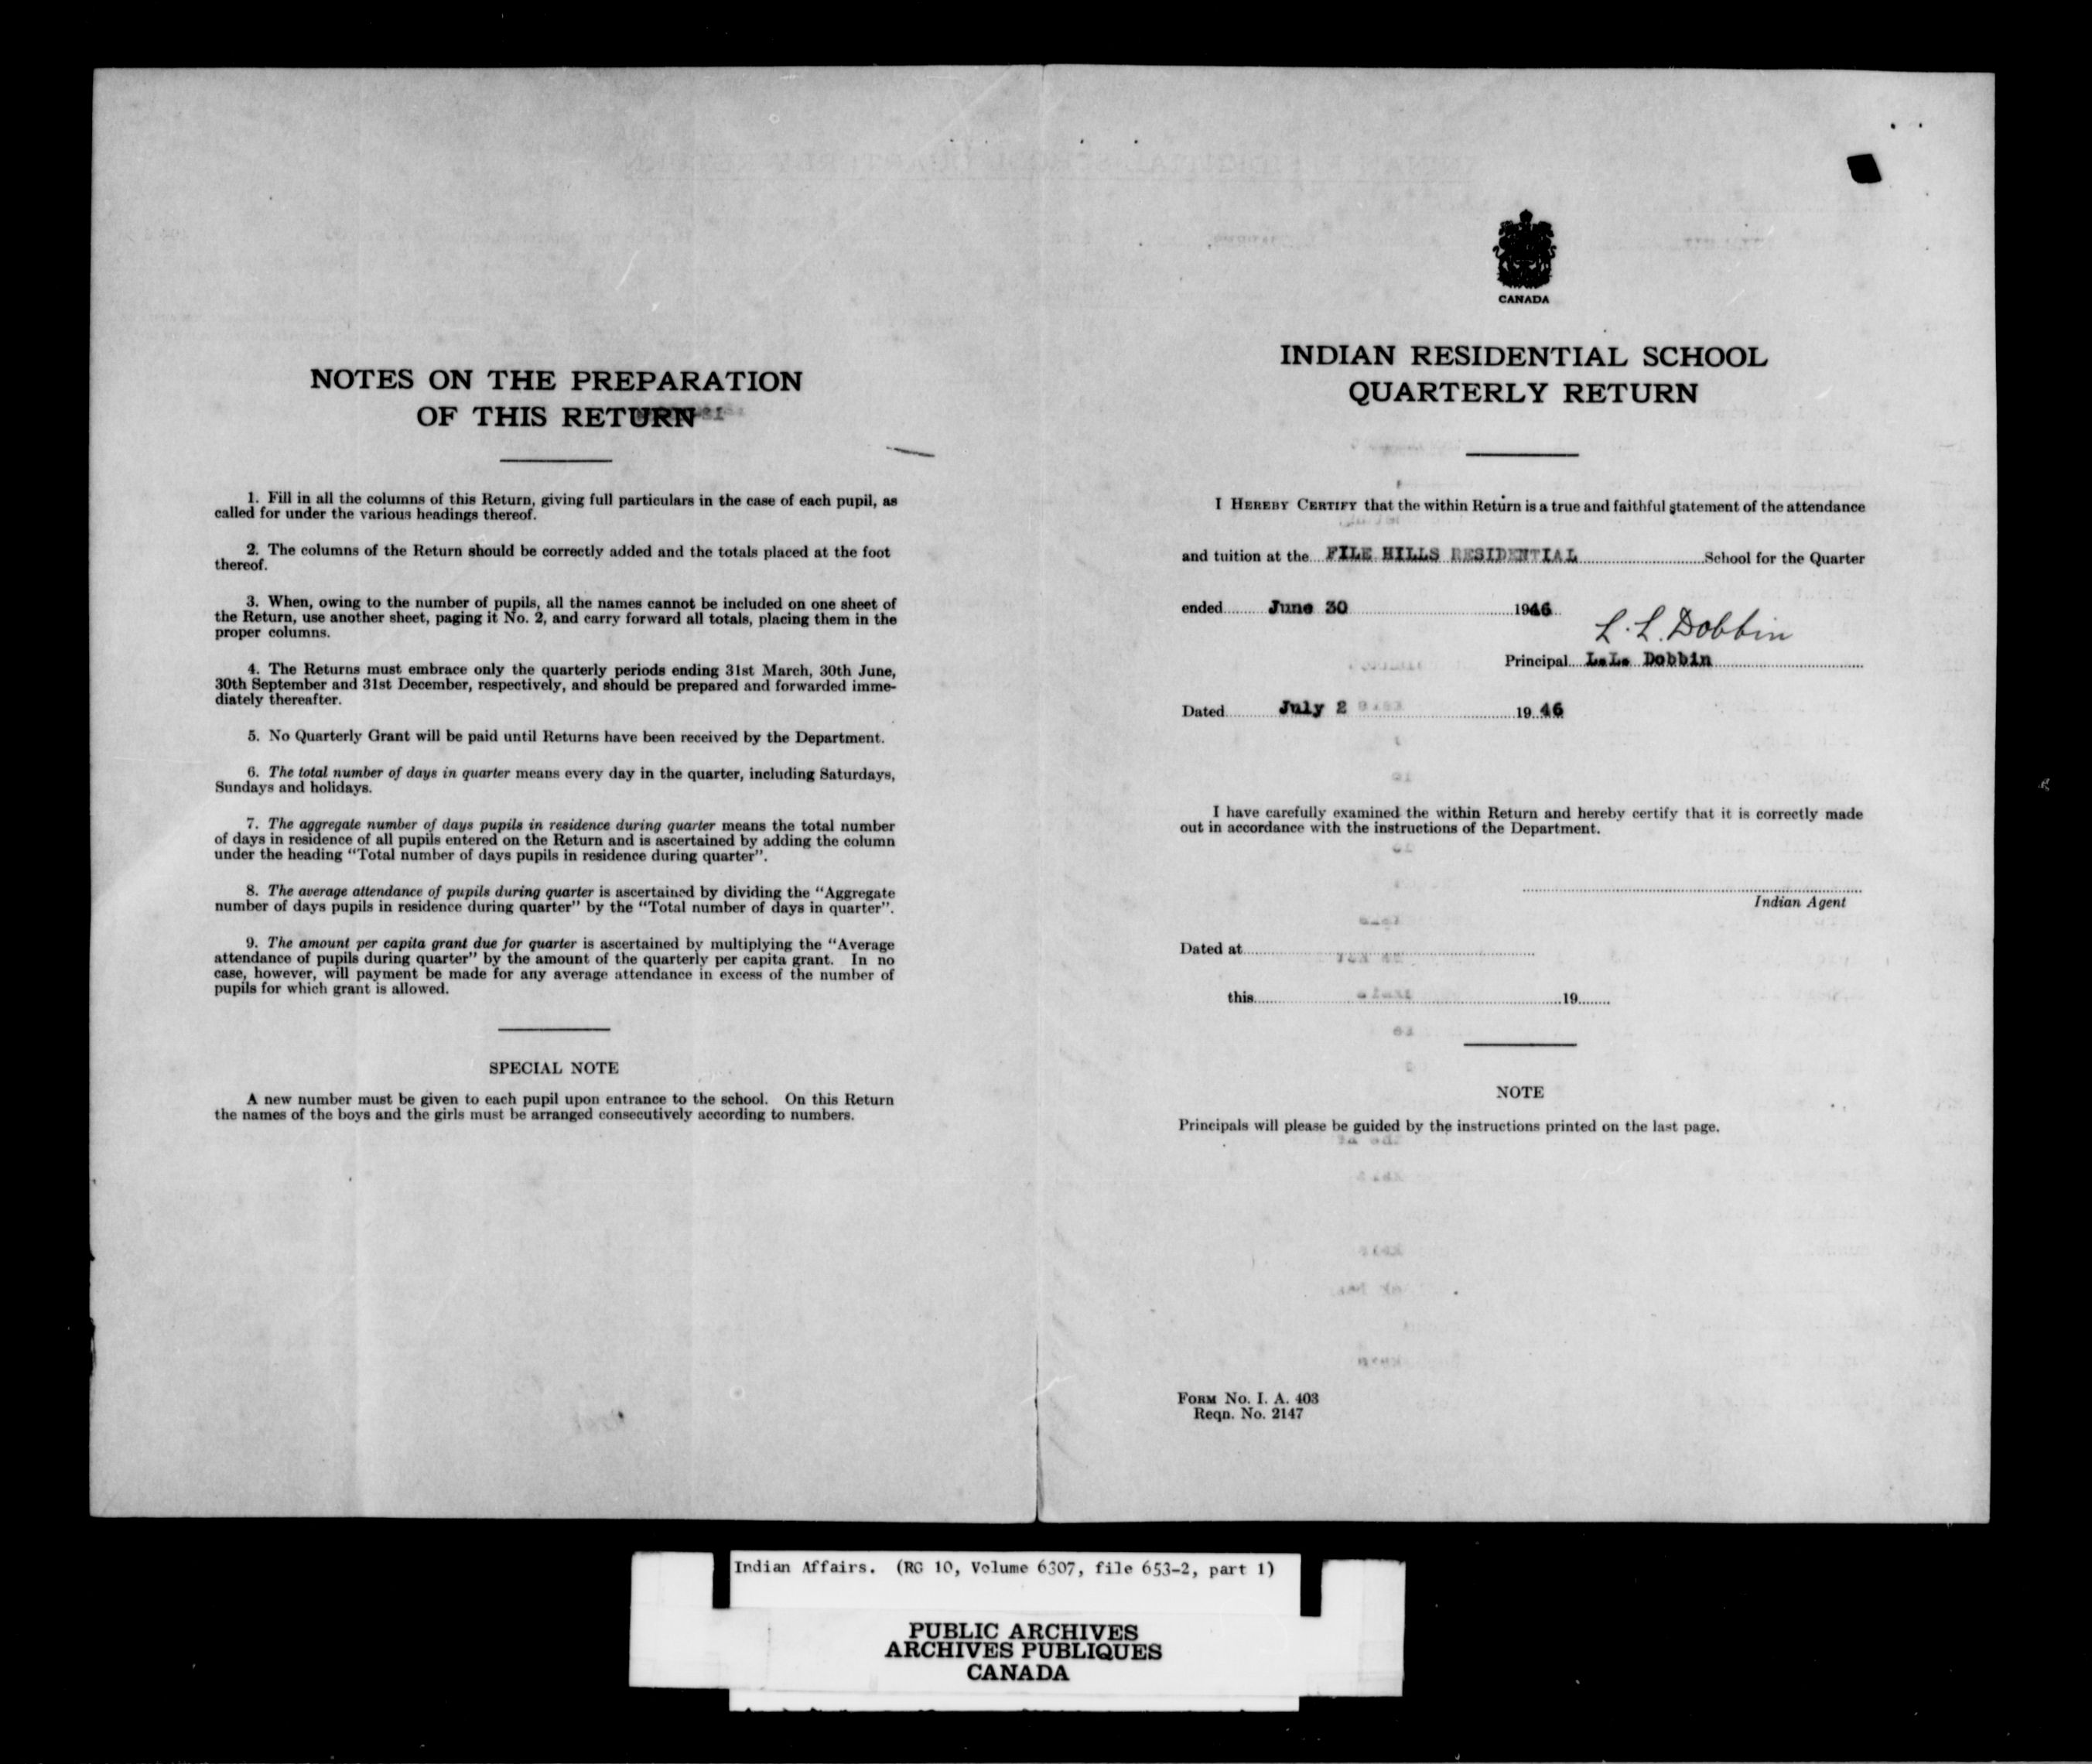 NOTES ON THE PREPARATION
OF THIS RETURN
1. Fill in all the columns of this Return, giving full particulars in the case of each pupil, as
called for under the various headings thereof.
2. The columns of the Return should be correctly added and the totals placed at the foot
thereof.
3. When, owing to the number of pupils, all the names cannot be included on one sheet of
the Return, use another sheet, paging it No. 2, and carry forward all totals, placing them in the
proper columns.
4. The Returns must embrace only the quarterly periods ending 31st March, 30th June,
30th September and 31st December, respectively, and should be prepared and forwarded imme-
diately thereafter.
5. No Quarterly Grant will be paid until Returns have been received by the Department.
6. The total number of days in quarter means every day in the quarter, including Saturdays,
Sundays and holidays.
7. The aggregate number of days pupils in residence during quarter means the total number
of days in residence of all pupils entered on the Return and is ascertained by adding the column
under the heading "Total number of days pupils in residence during quarter".
8. The average attendance of pupils during quarter is ascertained by dividing the "Aggregate
number of days pupils in residence during quarter" by the "Total number of days in quarter".
9. The amount per capita grant due for quarter is ascertained by multiplying the "Average
attendance of pupils during quarter" by the amount of the quarterly per capita grant. In no
case, however, will payment be made for any average attendance in excess of the number of
pupils for which grant is allowed.
SPECIAL NOTE
A new number must be given to each pupil upon entrance to the school. On this Return
the names of the boys and the girls must be arranged consecutively according to numbers.
CANADA
INDIAN RESIDENTIAL SCHOOL
QUARTERLY RETURN
I HEREBY CERTIFY that the within Return is a true and faithful statement of the attendance
and tuition at the FILE HILLS RESIDENTIAL School for the Quarter
ended June 30 1946
L. L. Dobbin
Principal L.L. Dobbin
Dated July 2 19 46
I have carefully examined the within Return and hereby certify that it is correctly made
out in accordance with the instructions of the Department.
Indian Agent
Dated at
this 19
NOTE
Principals will please be guided by the instructions printed on the last page.
FORM No. I. A. 403
Reqn. No. 2147
Indian Affairs. (RG 10, Volume 6307, file 653-2, part 1)
PUBLIC ARCHIVES
ARCHIVES PUBLIQUES
CANADA